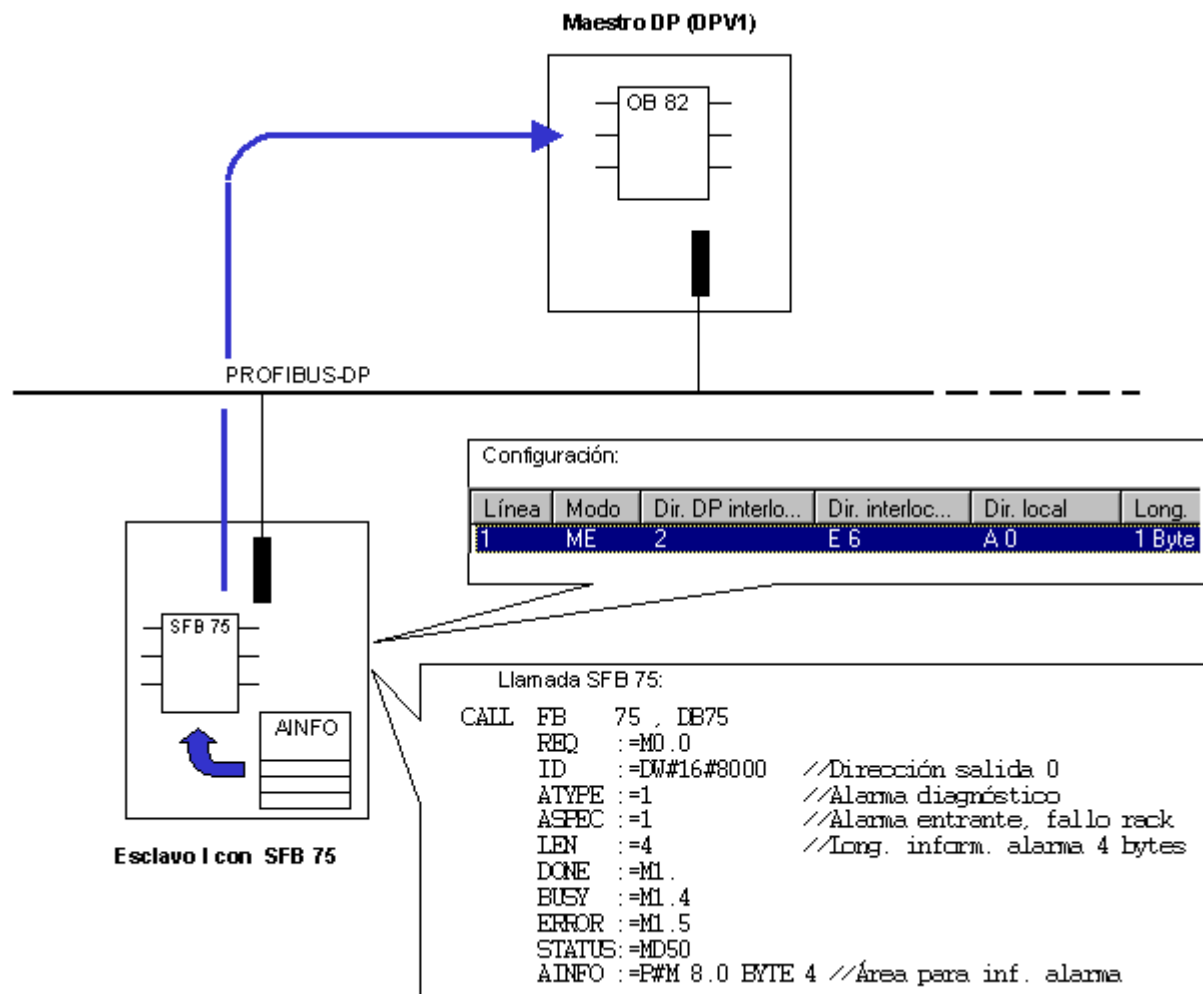 Maestro DP (DPV1)
OB 82
PROFIBUS-DP
Configuración:
Línea Modo Dir. DP interlo... Dir. interloc... Dir. local Long.
1 ME 2 E 6 A 0 1 Byte
SFB 75
AINFO
Esclavo I con SFB 75
Llamada SFB 75:
CALL FB 75 , DB75
REQ :=M0.0
ID :=DW#16#8000 //Dirección salida 0
ATYPE :=1 //Alarma diagnóstico
ASPEC :=1 //Alarma entrante, fallo rack
LEN :=4 //Long. inform. alarma 4 bytes
DONE :=M1.
BUSY :=M1.4
ERROR :=M1.5
STATUS:=MD50
AINFO :=P#M 8.0 BYTE 4 //Área para inf. alarma